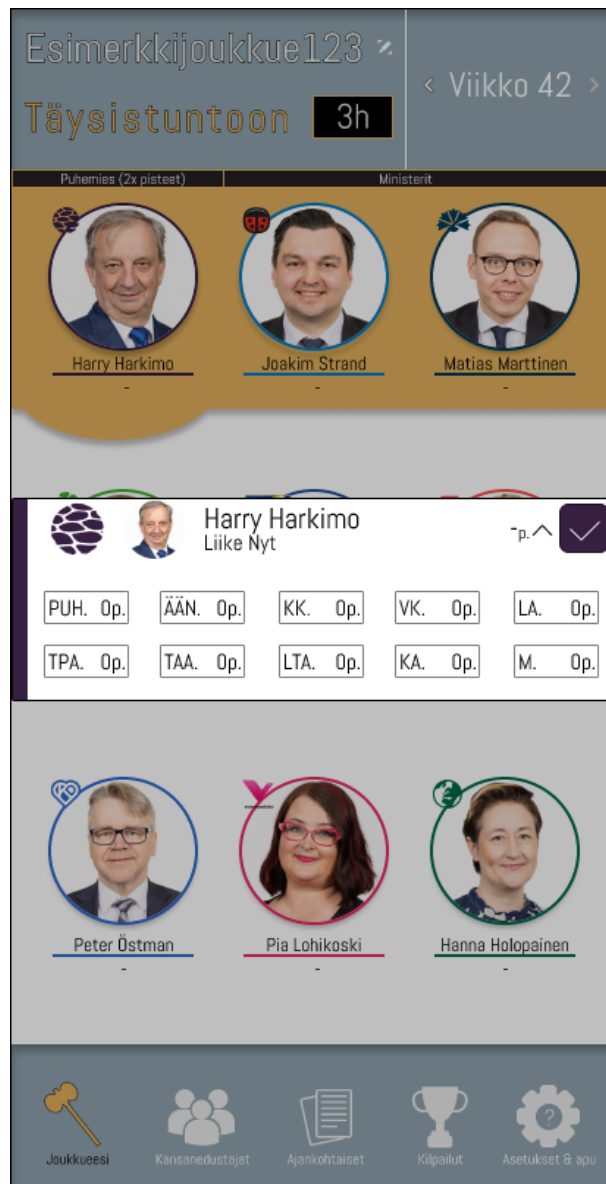 Esimerkkijoukkue123
Täysistuntoon 3h
< Viikko 42 >
Puhemies (2x pisteet) Ministerit
Harry Harkimo Joakim Strand Matias Marttinen
- - -
Harry Harkimo
Liike Nyt
-p.
PUH. 0p. ÄÄN. 0p. KK. 0p. VK. 0p. LA. 0p.
TPA. 0p. TAA. 0p. LTA. 0p. KA. 0p. M. 0p.
KD
Peter Östman Pia Lohikoski Hanna Holopainen
- - -
?
Joukkueesi Kansanedustajat Ajankohtaiset Kilpailut Asetukset & apu